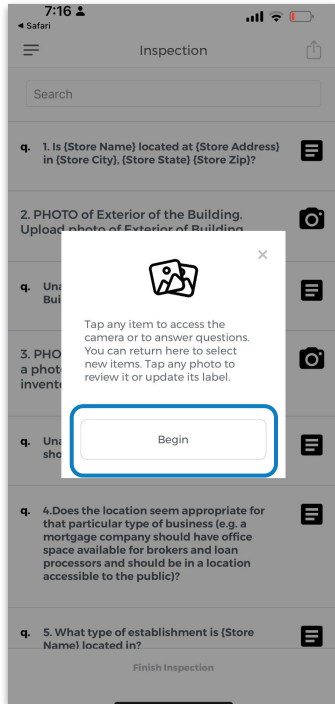 7:16
◄ Safari
Inspection
Search
q. 1. Is {Store Name} located at {Store Address}
in {Store City}, {Store State} {Store Zip}?
2. PHOTO of Exterior of the Building.
Upload photo of Exterior of Building
q. Una
Bui
3. PHO
a phot
invento
q. Una
sho
Tap any item to access the
camera or to answer questions.
You can return here to select
new items. Tap any photo to
review it or update its label.
Begin
q. 4.Does the location seem appropriate for
that particular type of business (e.g. a
mortgage company should have office
space available for brokers and loan
processors and should be in a location
accessible to the public)?
q. 5. What type of establishment is {Store
Name} located in?
Finish Inspection